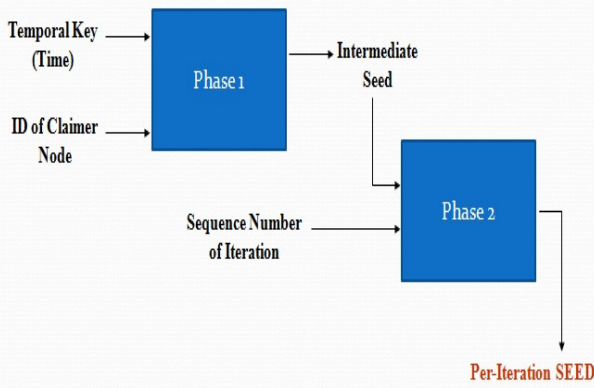 Temporal Key
(Time)
Phase 1
Intermediate
Seed
ID of Claimer
Node
Sequence Number
of Iteration
Phase 2
Per-Iteration SEED